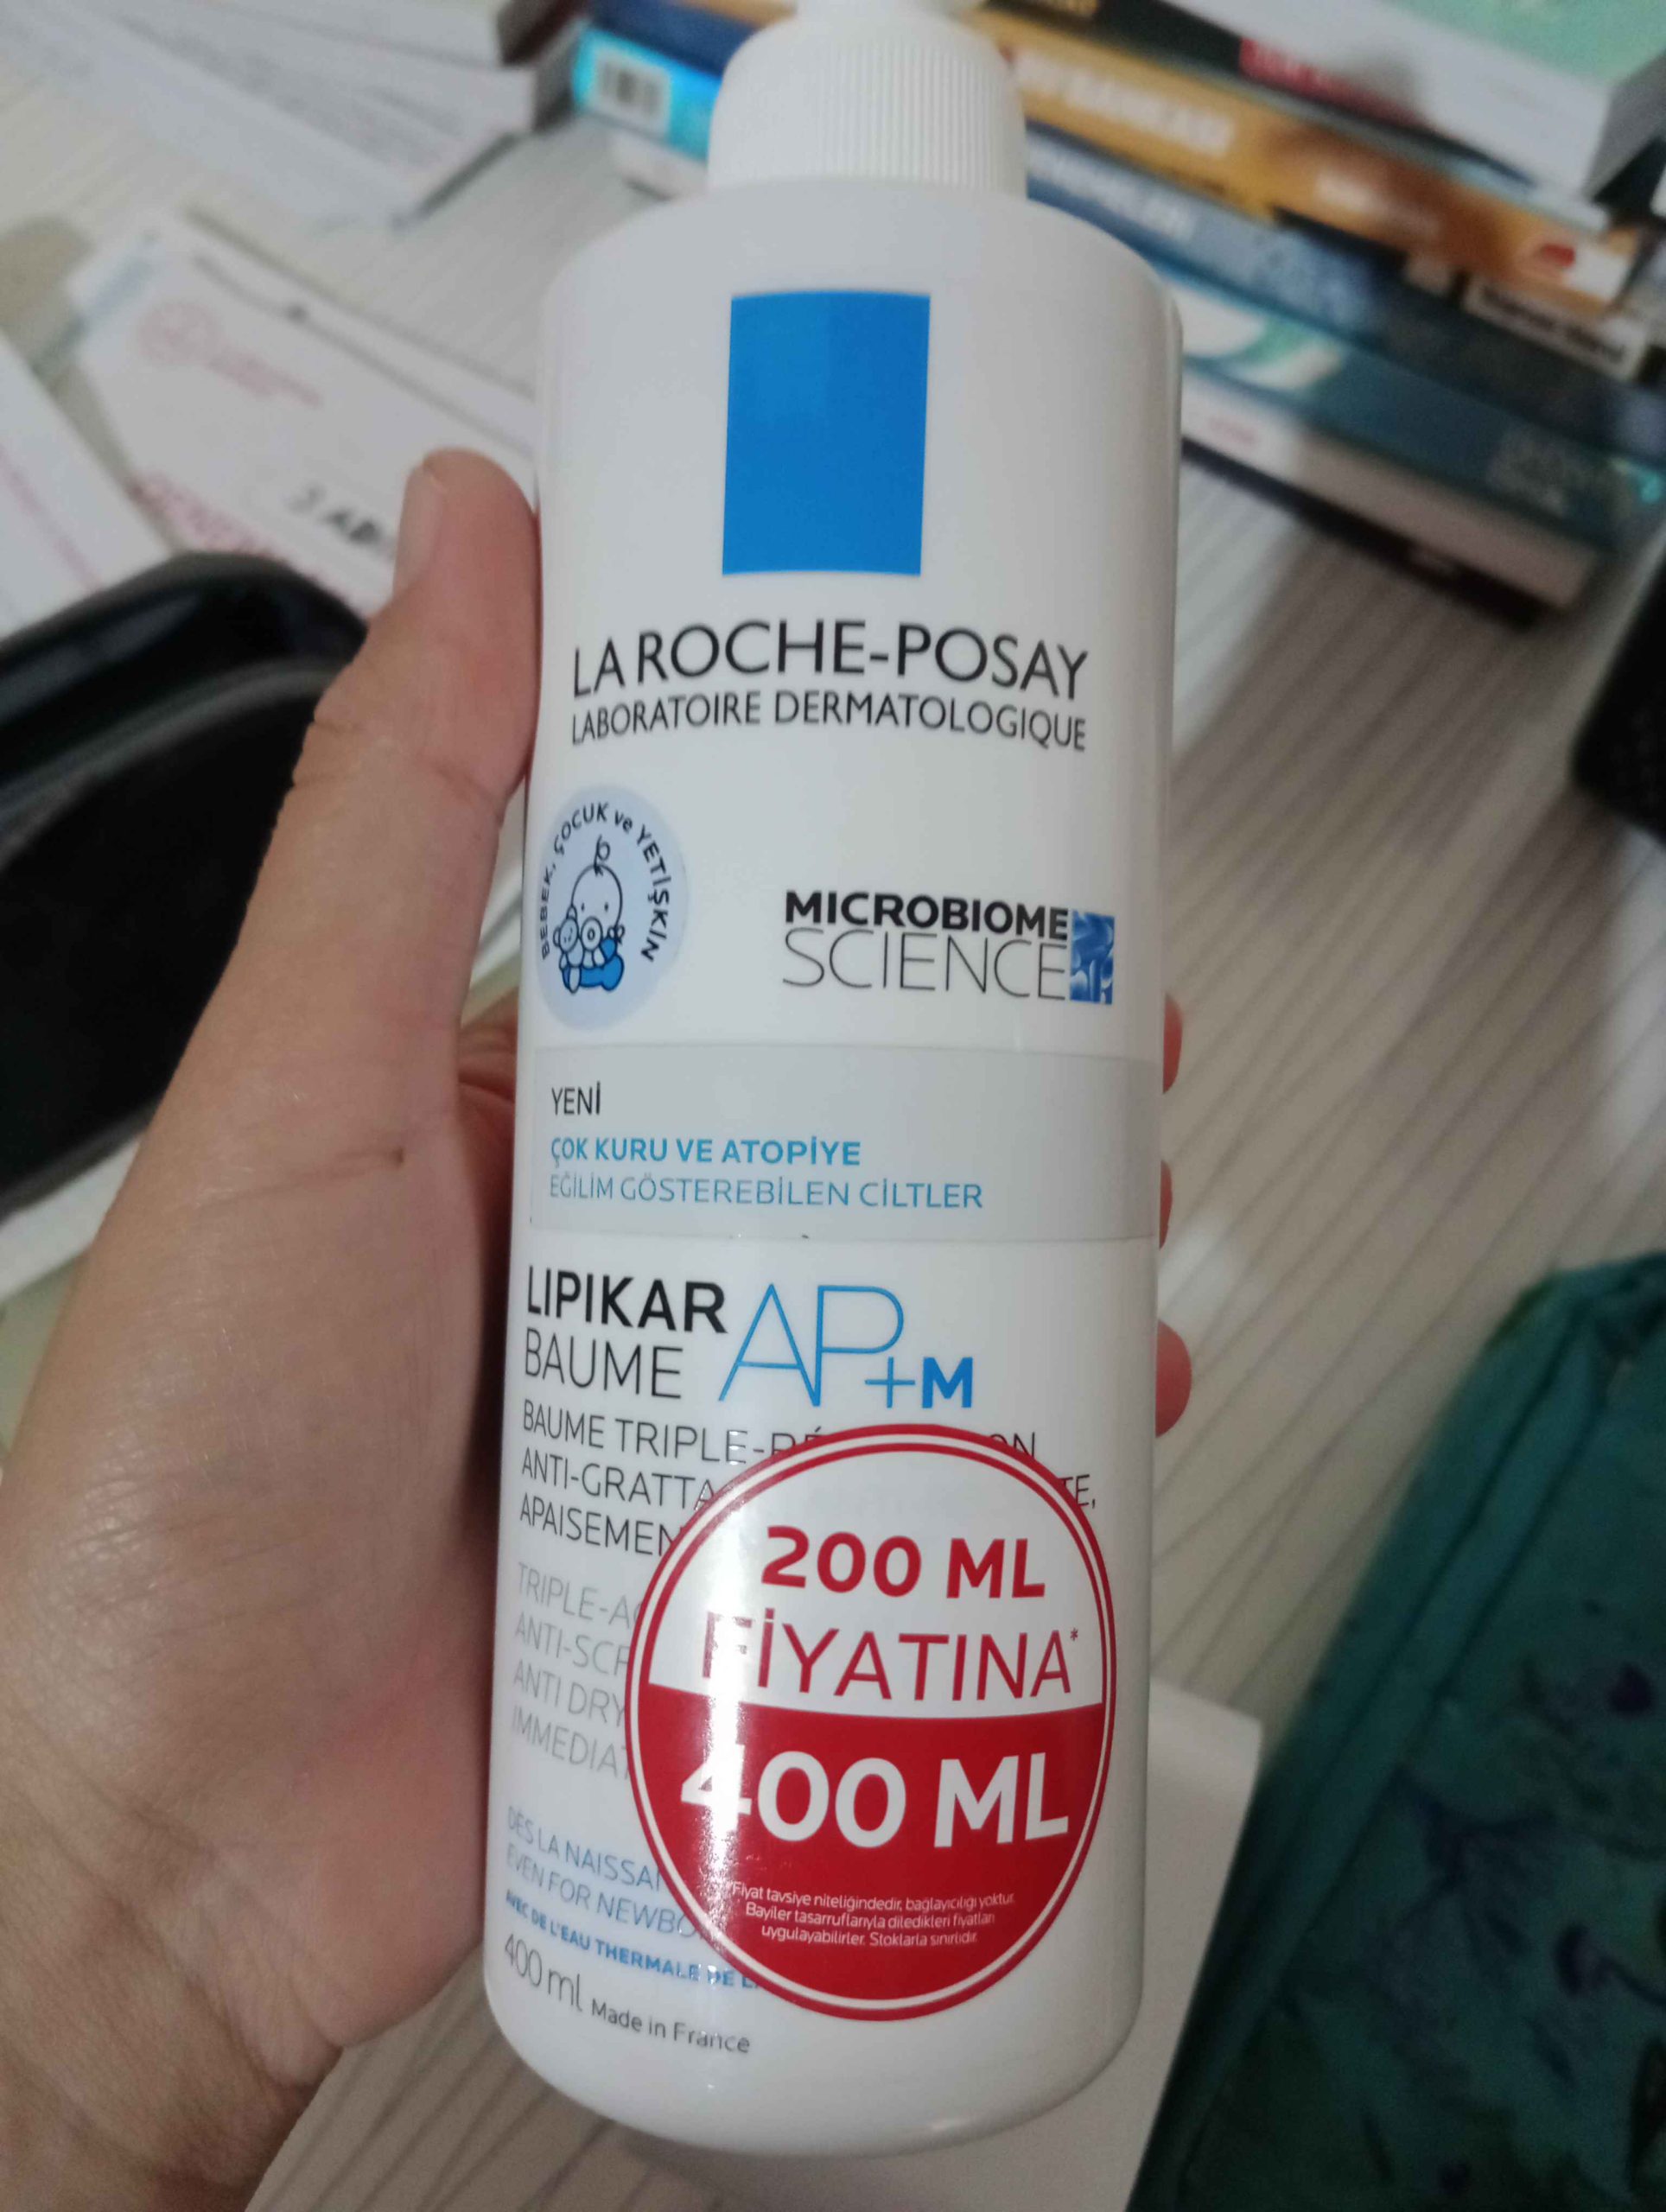 LA ROCHE-POSAY
LABORATOIRE DERMATOLOGIQUE
BEBEK, ÇOCUK ve YETİŞKİN
MICROBIOME
SCIENCE
YENİ
ÇOK KURU VE ATOPİYE
EĞİLİM GÖSTEREBİLEN CİLTLER
LIPIKAR
BAUME AP+M
BAUME TRIPLE-
ANTI-GRATTA
APAISEMEN
TRIPLE-A
ANTI-SC
ANTI DRY
IMMEDIA
200 ML
FİYATINA*
400 ML
*Fiyat tavsiye niteliğindedir, bağlayıcılığı yoktur.
Bayiler tasarruflarıyla diledikleri fiyatları
uygulayabilirler. Stoklarla sınırlıdır.
DÈS LA NAISSA
EVEN FOR NEWBO
AVEC DE L'EAU THERMALE DE L
400 ml Made in France